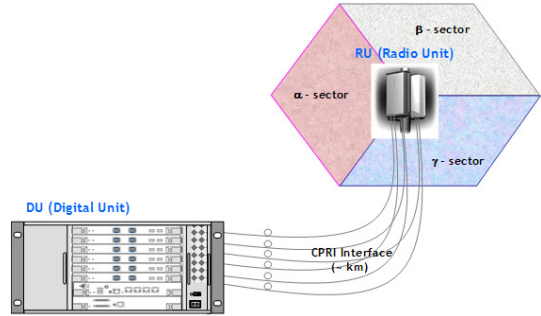 β - sector
RU (Radio Unit)
α - sector
γ - sector
DU (Digital Unit)
CPRI Interface
(~ km)